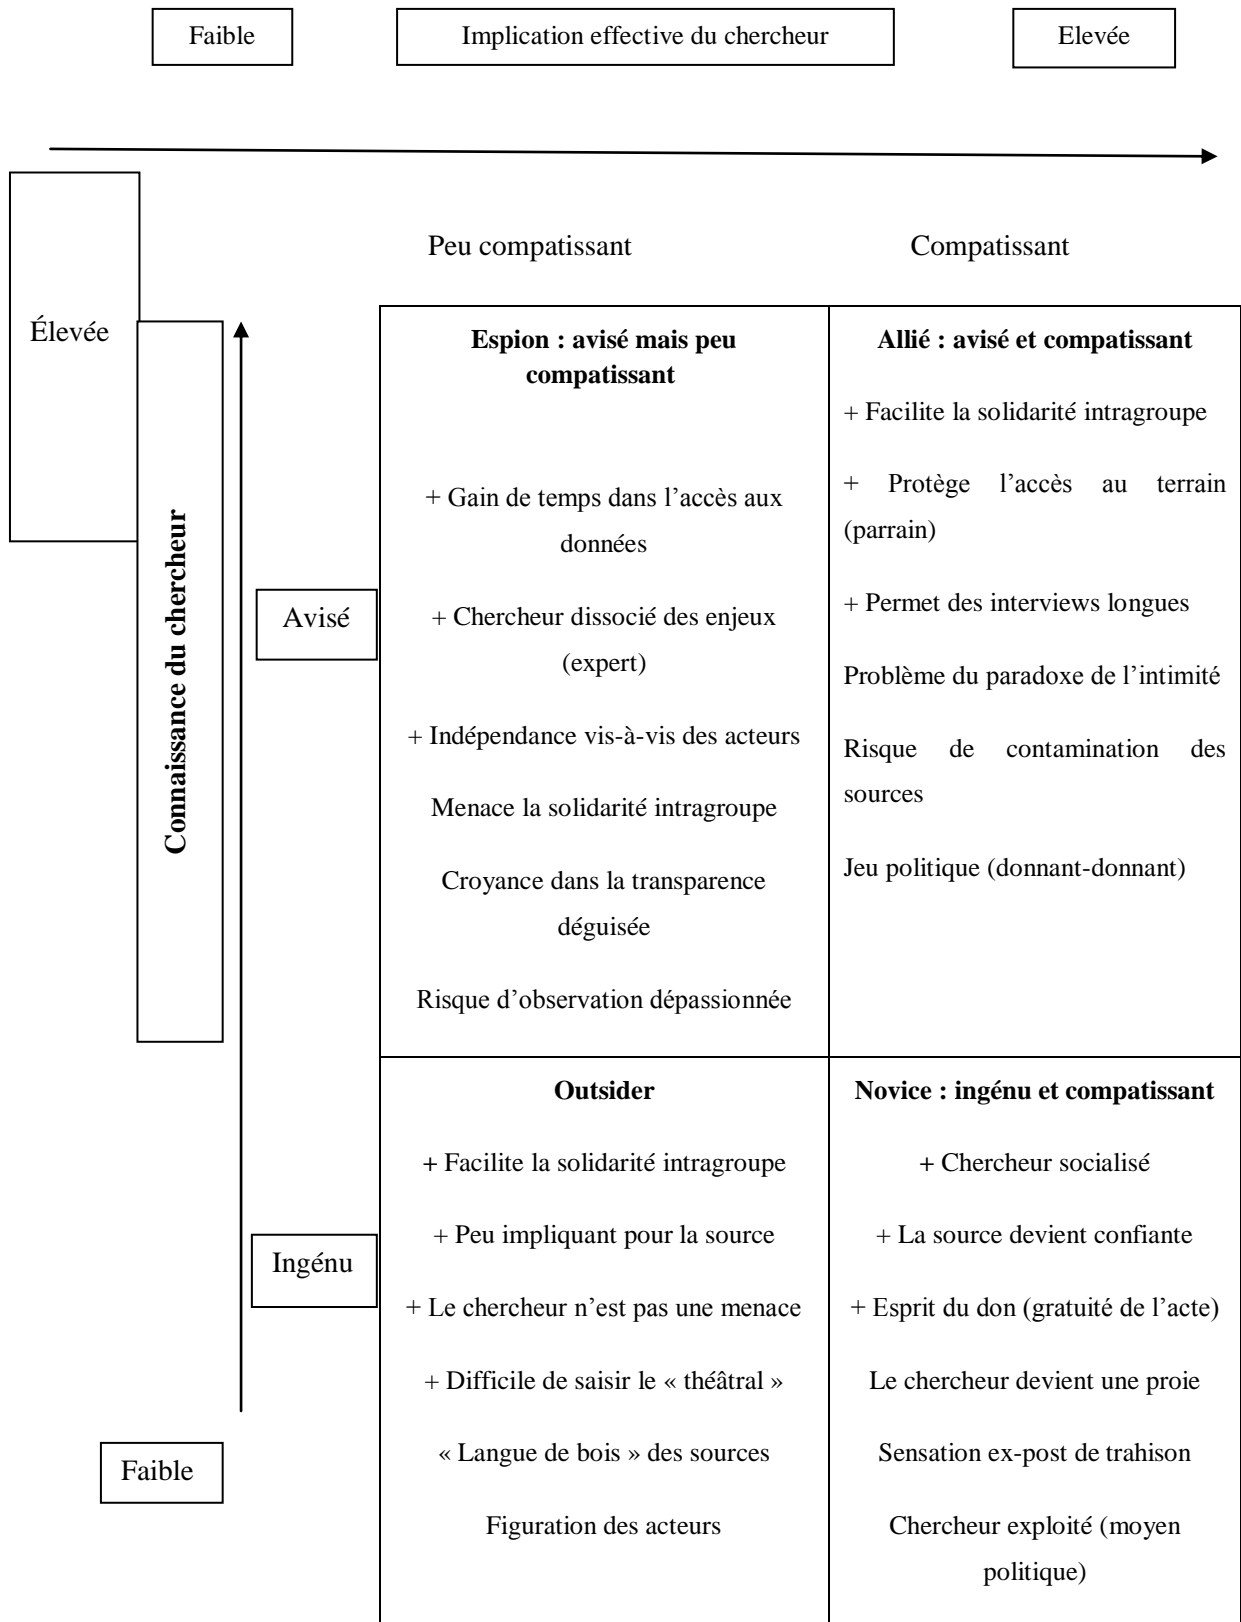 Faible
Implication effective du chercheur
Elevée
Peu compatissant
Compatissant
Élevée
Connaissance du chercheur
Avisé
Espion : avisé mais peu
compatissant
+ Gain de temps dans l’accès aux
données
+ Chercheur dissocié des enjeux
(expert)
+ Indépendance vis-à-vis des acteurs
Menace la solidarité intragroupe
Croyance dans la transparence
déguisée
Risque d’observation dépassionnée
Allié : avisé et compatissant
+ Facilite la solidarité intragroupe
+ Protège l’accès au terrain
(parrain)
+ Permet des interviews longues
Problème du paradoxe de l’intimité
Risque de contamination des
sources
Jeu politique (donnant-donnant)
Ingénu
Faible
Outsider
+ Facilite la solidarité intragroupe
+ Peu impliquant pour la source
+ Le chercheur n’est pas une menace
+ Difficile de saisir le « théâtral »
« Langue de bois » des sources
Figuration des acteurs
Novice : ingénu et compatissant
+ Chercheur socialisé
+ La source devient confiante
+ Esprit du don (gratuité de l’acte)
Le chercheur devient une proie
Sensation ex-post de trahison
Chercheur exploité (moyen
politique)